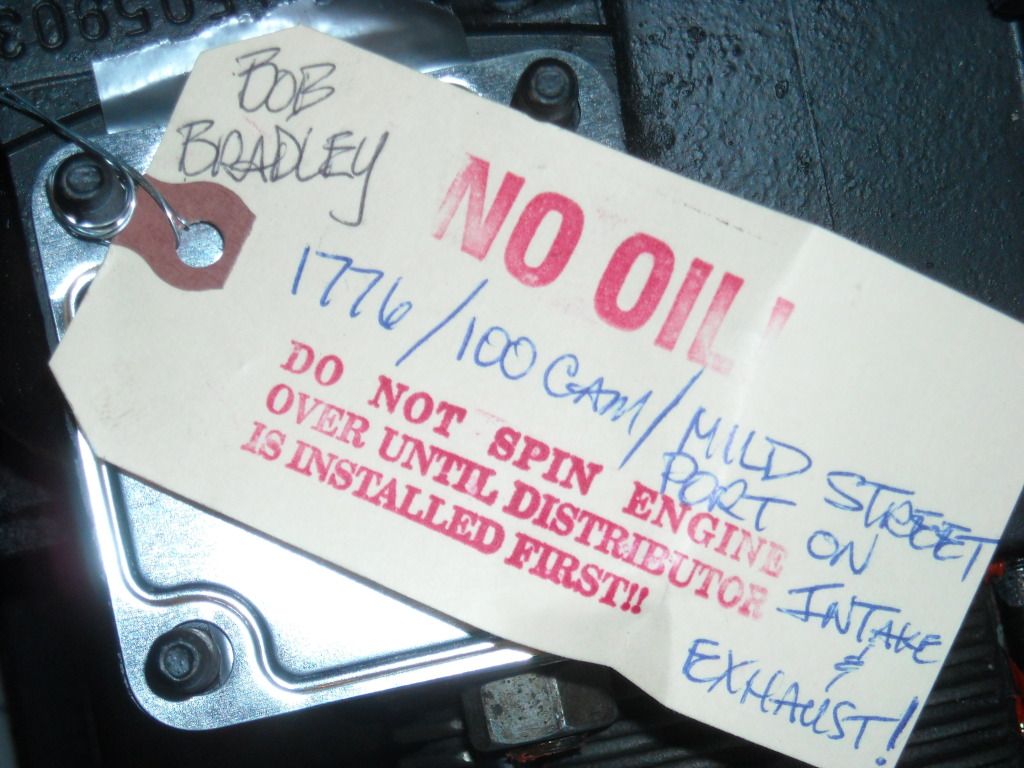 BOB
BRADLEY
NO OIL!
1776/100 CAM/MILD STREET
PORT ON
INTAKE
&
EXHAUST!
DO NOT SPIN ENGINE
OVER UNTIL DISTRIBUTOR
IS INSTALLED FIRST!!